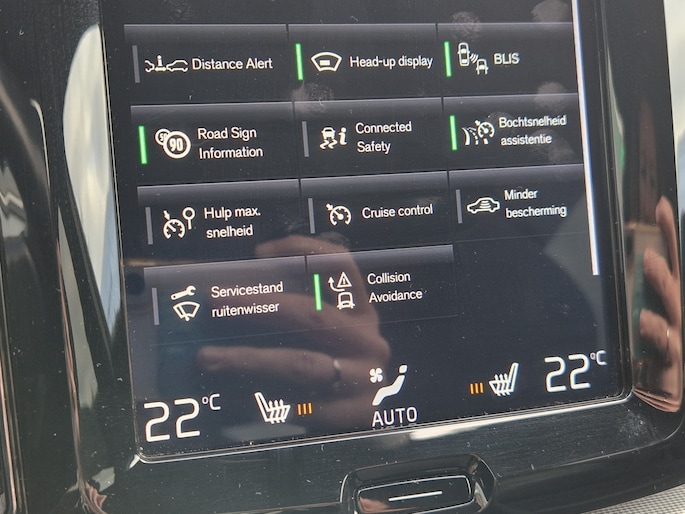 Distance Alert
Head-up display
BLIS
50 90
Road Sign
Information
Connected
Safety
Bochtsnelheid
assistentie
Hulp max.
snelheid
Cruise control
Minder
bescherming
Servicestand
ruitenwisser
Collision
Avoidance
22°C
AUTO
22°C